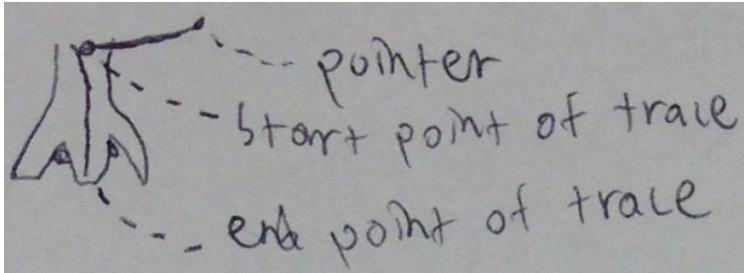 pointer
start point of trace
end point of trace